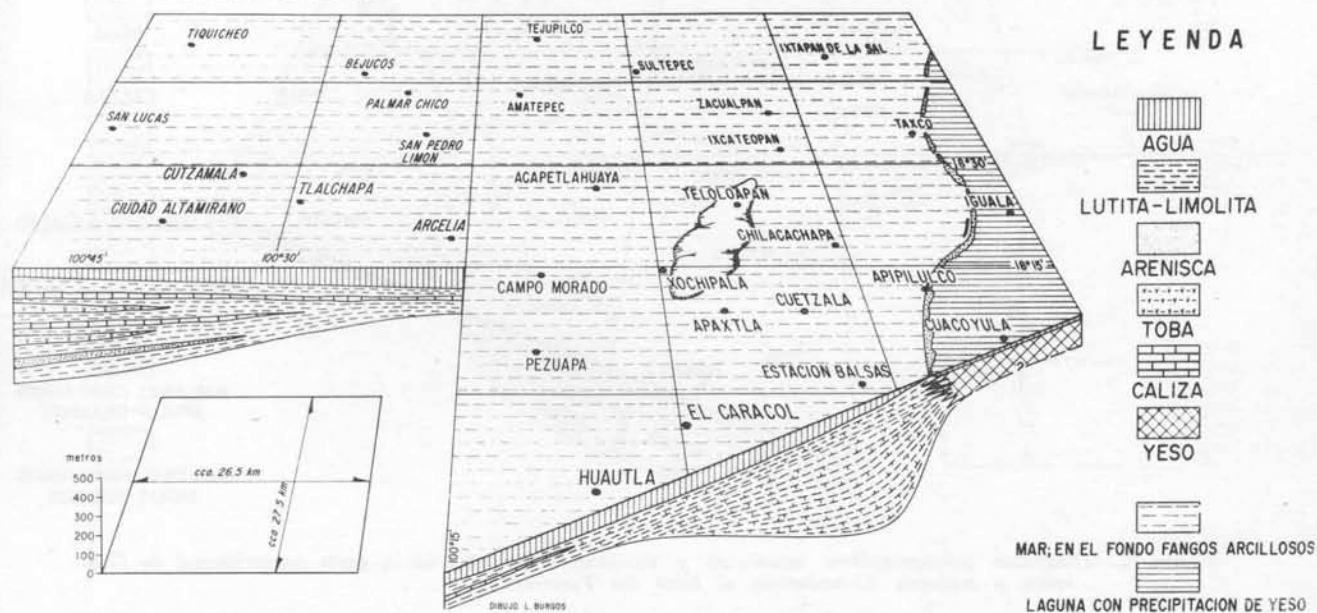 TIQUICHEO
TEJUPILCO
IXTAPAN DE LA SAL
BEJUCOS
SULTEPEC
PALMAR CHICO
AMATEPEC
ZACUALPAN
SAN LUCAS
SAN PEDRO
LIMON
IXCATEOPAN
TAXCO
18°30'
CUTZAMALA
TLALCHAPA
ACAPETLAHUAYA
TELOLOAPAN
IGUALA
CIUDAD ALTAMIRANO
ARCELIA
CHILACACHAPA
100°45'
100°30'
18°15'
CAMPO MORADO
XOCHIPALA
APIPILULCO
CUETZALA
APAXTLA
CUACOYULA
PEZUAPA
ESTACION BALSAS
?
EL CARACOL
HUAUTLA
100°15'
metros
500
400
300
200
100
0
cca. 26.5 km
cca. 27.5 km
DIBUJO L. BURGOS
LEYENDA
AGUA
LUTITA-LIMOLITA
ARENISCA
TOBA
CALIZA
YESO
MAR; EN EL FONDO FANGOS ARCILLOSOS
LAGUNA CON PRECIPITACION DE YESO